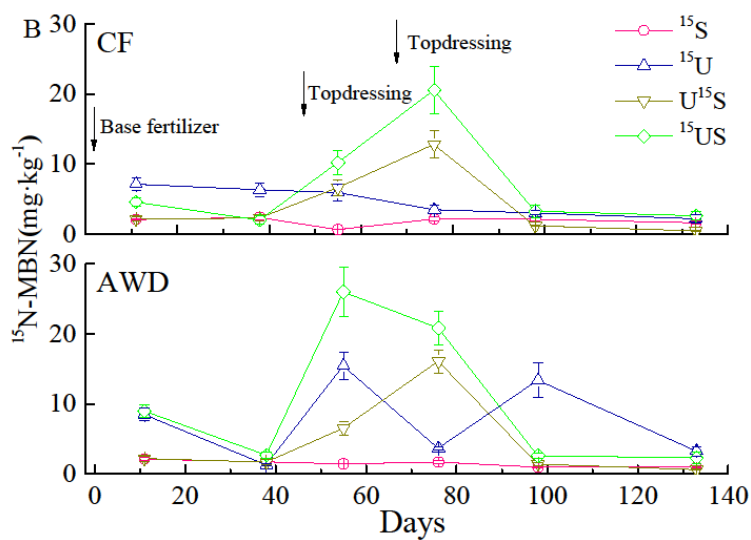 B
30
CF
¹⁵S
¹⁵U
U¹⁵S
¹⁵US
Topdressing
Topdressing
Base fertilizer
20
10
0
¹⁵N-MBN(mg·kg⁻¹)
30
AWD
20
10
0
0 20 40 60 80 100 120 140
Days